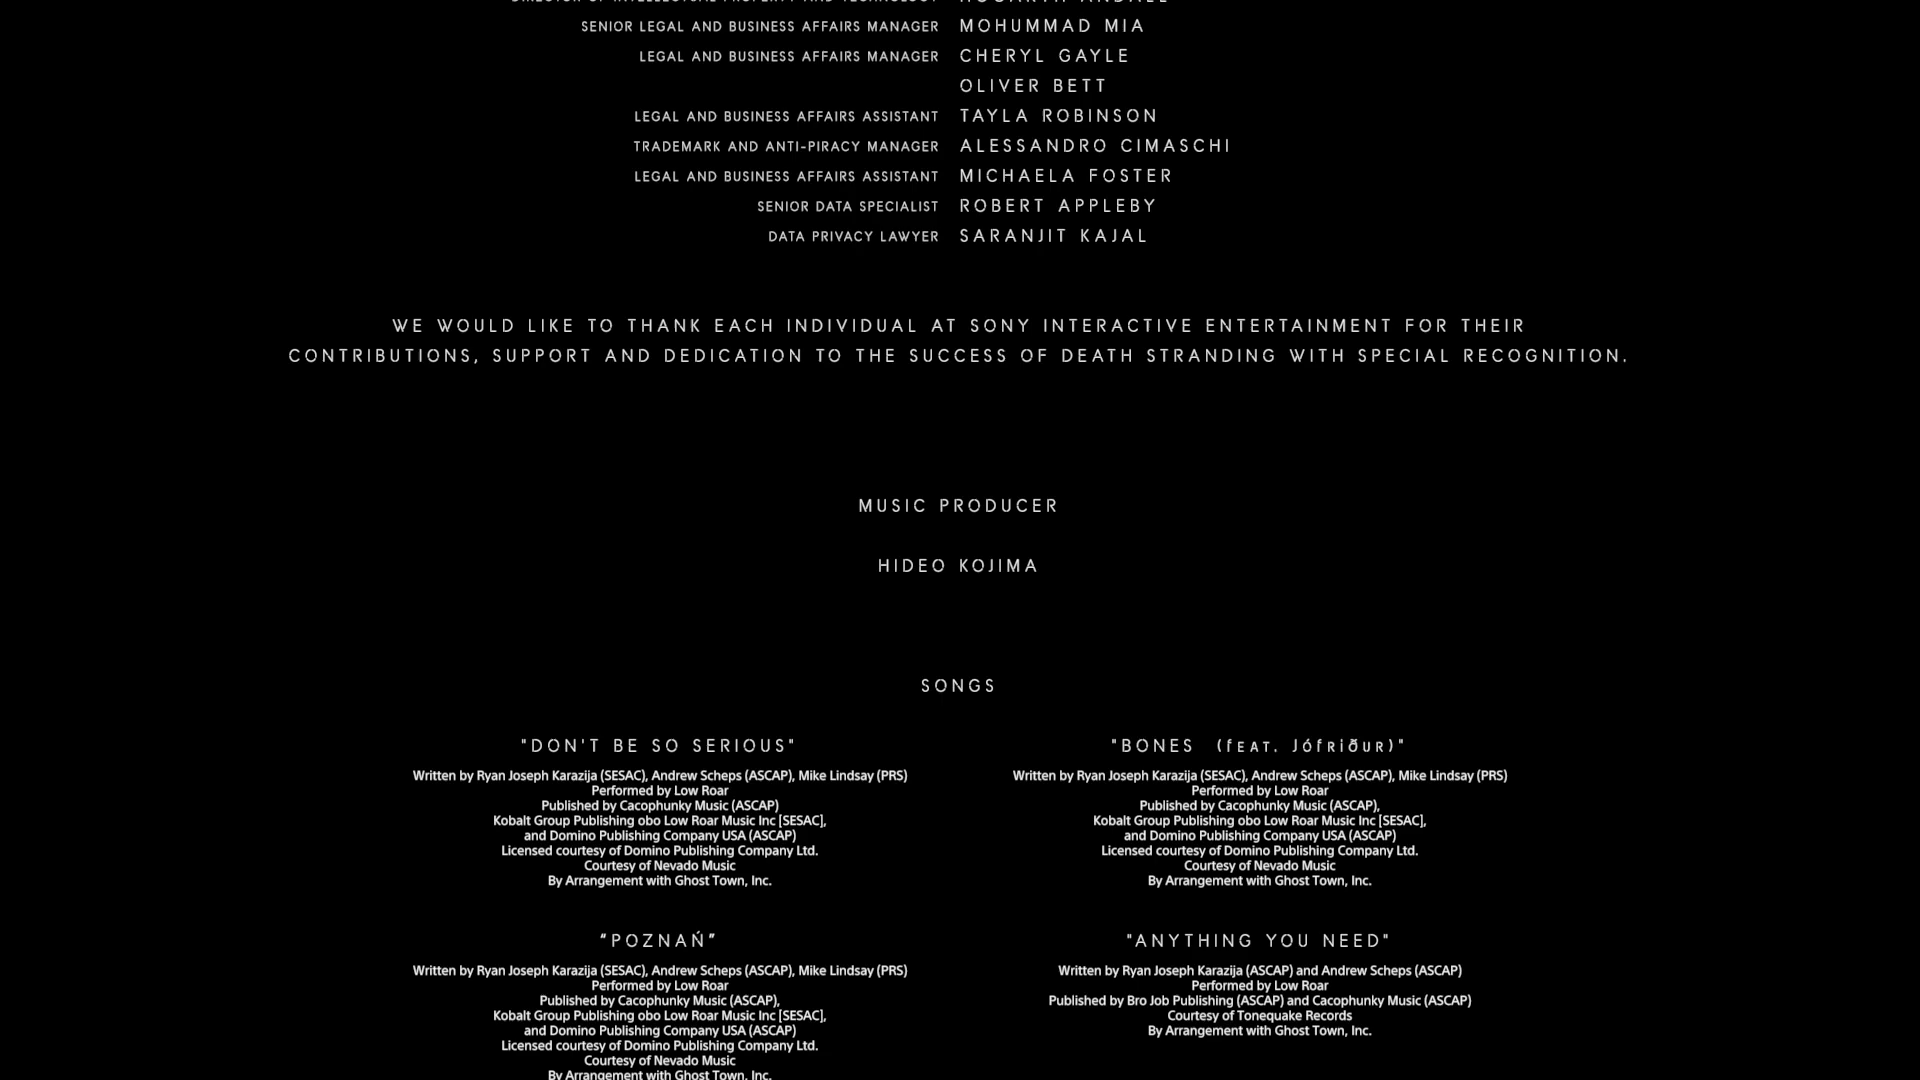 SENIOR LEGAL AND BUSINESS AFFAIRS MANAGER MOHUMMAD MIA
LEGAL AND BUSINESS AFFAIRS MANAGER CHERYL GAYLE
OLIVER BETT
LEGAL AND BUSINESS AFFAIRS ASSISTANT TAYLA ROBINSON
TRADEMARK AND ANTI-PIRACY MANAGER ALESSANDRO CIMASCHI
LEGAL AND BUSINESS AFFAIRS ASSISTANT MICHAELA FOSTER
SENIOR DATA SPECIALIST ROBERT APPLEBY
DATA PRIVACY LAWYER SARANJIT KAJAL
WE WOULD LIKE TO THANK EACH INDIVIDUAL AT SONY INTERACTIVE ENTERTAINMENT FOR THEIR
CONTRIBUTIONS, SUPPORT AND DEDICATION TO THE SUCCESS OF DEATH STRANDING WITH SPECIAL RECOGNITION.
MUSIC PRODUCER
HIDEO KOJIMA
SONGS
"DON'T BE SO SERIOUS"
Written by Ryan Joseph Karazija (SESAC), Andrew Scheps (ASCAP), Mike Lindsay (PRS)
Performed by Low Roar
Published by Cacophunky Music (ASCAP)
Kobalt Group Publishing obo Low Roar Music Inc [SESAC],
and Domino Publishing Company USA (ASCAP)
Licensed courtesy of Domino Publishing Company Ltd.
Courtesy of Nevado Music
By Arrangement with Ghost Town, Inc.
"BONES (fEAT. Jófríður)"
Written by Ryan Joseph Karazija (SESAC), Andrew Scheps (ASCAP), Mike Lindsay (PRS)
Performed by Low Roar
Published by Cacophunky Music (ASCAP),
Kobalt Group Publishing obo Low Roar Music Inc [SESAC],
and Domino Publishing Company USA (ASCAP)
Licensed courtesy of Domino Publishing Company Ltd.
Courtesy of Nevado Music
By Arrangement with Ghost Town, Inc.
“POZNAŃ”
Written by Ryan Joseph Karazija (SESAC), Andrew Scheps (ASCAP), Mike Lindsay (PRS)
Performed by Low Roar
Published by Cacophunky Music (ASCAP),
Kobalt Group Publishing obo Low Roar Music Inc [SESAC],
and Domino Publishing Company USA (ASCAP)
Licensed courtesy of Domino Publishing Company Ltd.
Courtesy of Nevado Music
By Arrangement with Ghost Town, Inc.
"ANYTHING YOU NEED"
Written by Ryan Joseph Karazija (ASCAP) and Andrew Scheps (ASCAP)
Performed by Low Roar
Published by Bro Job Publishing (ASCAP) and Cacophunky Music (ASCAP)
Courtesy of Tonequake Records
By Arrangement with Ghost Town, Inc.